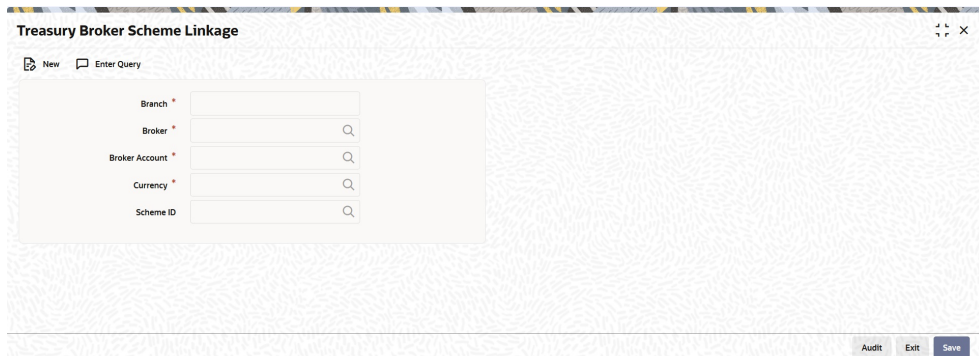 Treasury Broker Scheme Linkage
New Enter Query
Branch *
Broker *
Broker Account *
Currency *
Scheme ID
Audit Exit Save